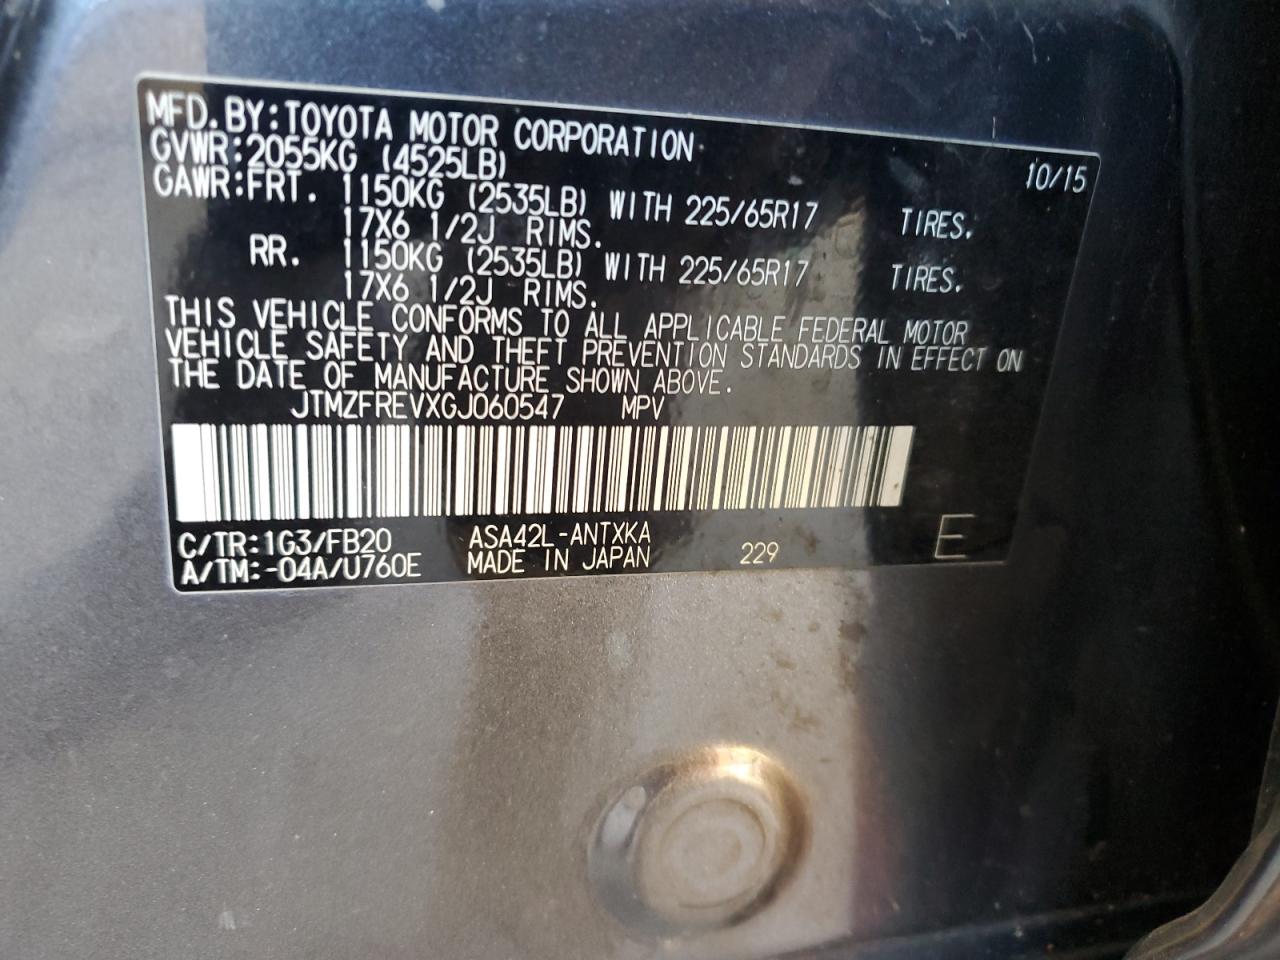 MFD.BY:TOYOTA MOTOR CORPORATION 10/15
GVWR:2055KG (4525LB)
GAWR:FRT. 1150KG (2535LB) WITH 225/65R17 TIRES.
17X6 1/2J RIMS.
RR. 1150KG (2535LB) WITH 225/65R17 TIRES.
17X6 1/2J RIMS.
THIS VEHICLE CONFORMS TO ALL APPLICABLE FEDERAL MOTOR
VEHICLE SAFETY AND THEFT PREVENTION STANDARDS IN EFFECT ON
THE DATE OF MANUFACTURE SHOWN ABOVE.
JTMZFREVXGJ060547 MPV
C/TR:1G3/FB20 ASA42L-ANTXKA
A/TM:-04A/U760E MADE IN JAPAN 229 E